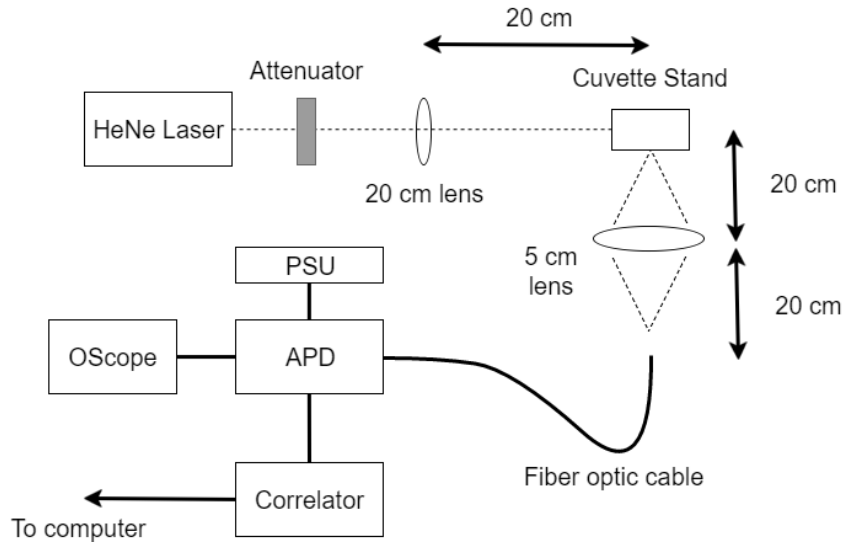 20 cm
Attenuator
Cuvette Stand
HeNe Laser
20 cm lens
20 cm
5 cm
lens
20 cm
PSU
OScope
APD
Fiber optic cable
Correlator
To computer